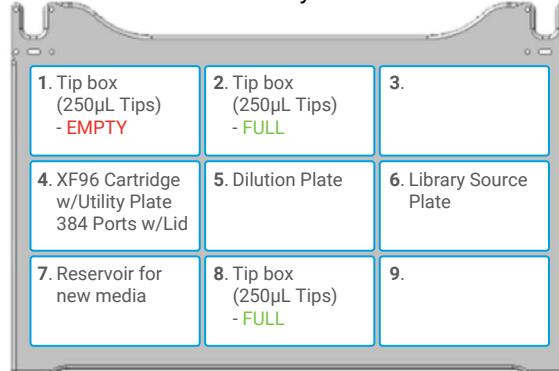 1. Tip box
(250µL Tips)
- EMPTY
2. Tip box
(250µL Tips)
- FULL
3.
4. XF96 Cartridge
w/Utility Plate
384 Ports w/Lid
5. Dilution Plate
6. Library Source
Plate
7. Reservoir for
new media
8. Tip box
(250µL Tips)
- FULL
9.